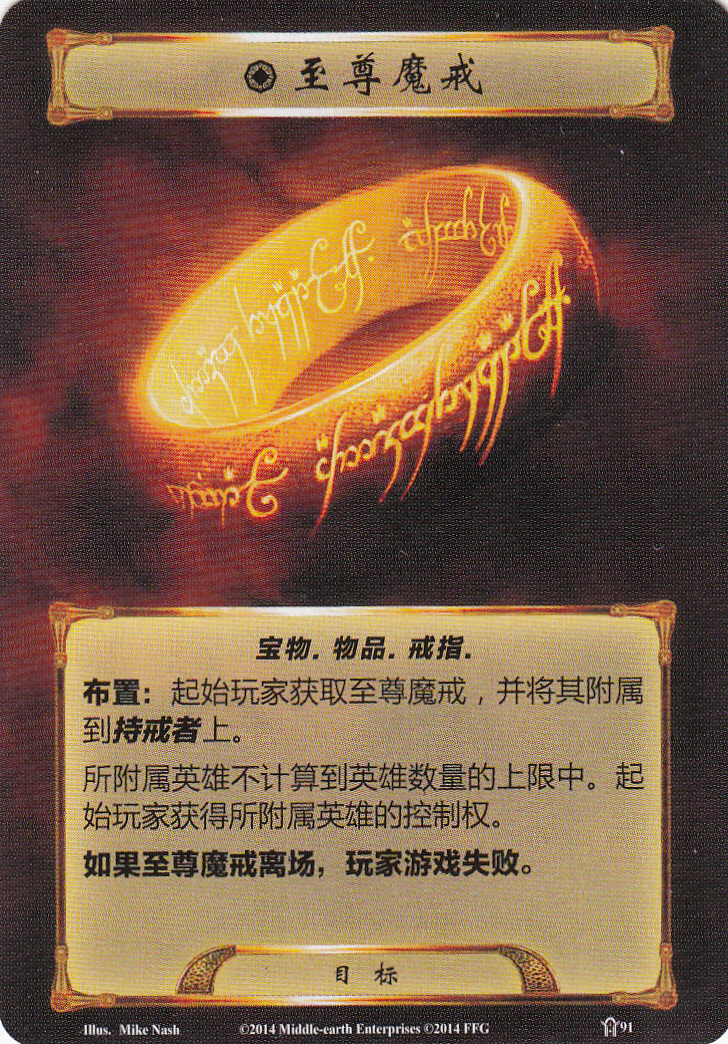 至尊魔戒
宝物. 物品. 戒指.
布置：起始玩家获取至尊魔戒，并将其附属
到持戒者上。
所附属英雄不计算到英雄数量的上限中。起
始玩家获得所附属英雄的控制权。
如果至尊魔戒离场，玩家游戏失败。
目 标
Illus. Mike Nash ©2014 Middle-earth Enterprises ©2014 FFG 91